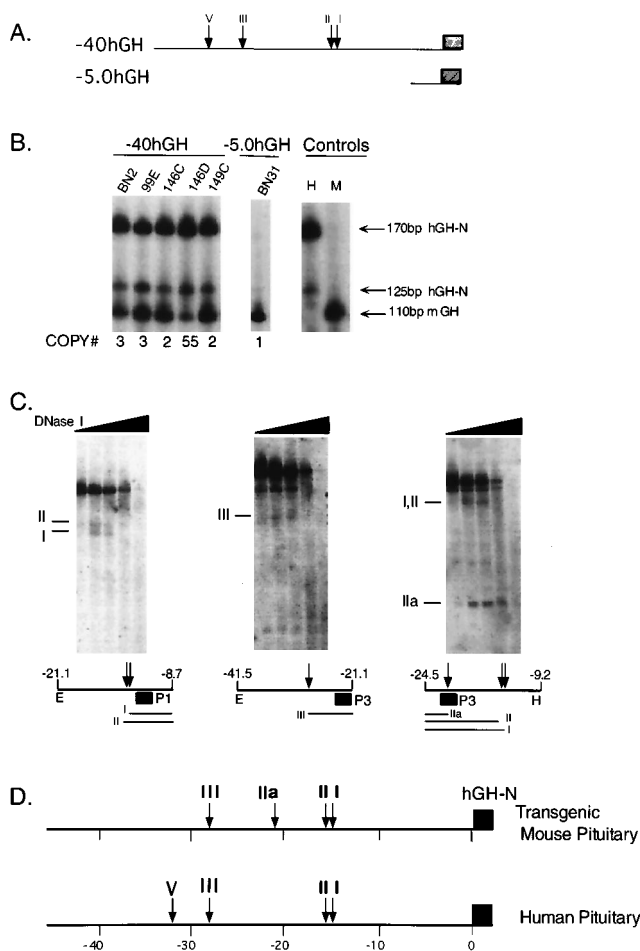 A.
V III II I
-40hGH
-5.0hGH
B.
-40hGH -5.0hGH Controls
BN2 99E 146C 146D 149C BN31 H M
170bp hGH-N
125bp hGH-N
110bp mGH
COPY# 3 3 2 55 2 1
C.
DNase I
II
I
III
I,II
IIa
-21.1 -8.7
E P1
I
II
-41.5 -21.1
E P3
III
-24.5 -9.2
P3 H
IIa
II
I
D.
III IIa II I hGH-N
Transgenic
Mouse Pituitary
V III II I
Human Pituitary
-40 -30 -20 -10 0